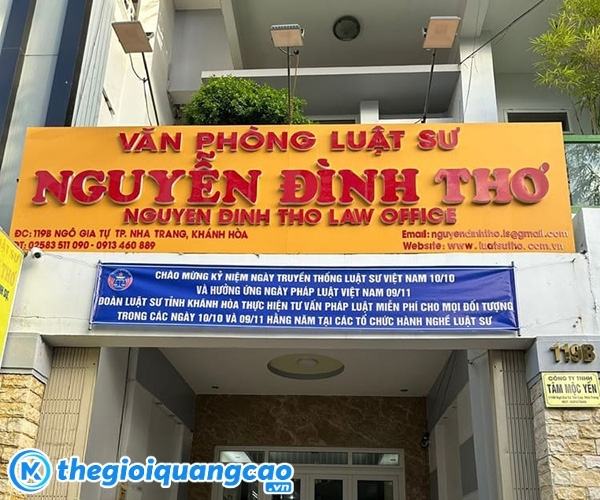 VĂN PHÒNG LUẬT SƯ
NGUYỄN ĐÌNH THƠ
NGUYEN DINH THO LAW OFFICE
ĐC: 119B NGÔ GIA TỰ TP. NHA TRANG, KHÁNH HÒA
ĐT: 02583 511 090 - 0913 460 889
Email: nguyendinhtho.ls@gmail.com
Website: www.luatsutho.com.vn
CHÀO MỪNG KỶ NIỆM NGÀY TRUYỀN THỐNG LUẬT SƯ VIỆT NAM 10/10
VÀ HƯỞNG ỨNG NGÀY PHÁP LUẬT VIỆT NAM 09/11
ĐOÀN LUẬT SƯ TỈNH KHÁNH HÒA THỰC HIỆN TƯ VẤN PHÁP LUẬT MIỄN PHÍ CHO MỌI ĐỐI TƯỢNG
TRONG CÁC NGÀY 10/10 VÀ 09/11 HẰNG NĂM TẠI CÁC TỔ CHỨC HÀNH NGHỀ LUẬT SƯ
119B
CÔNG TY TNHH
TÂM MỘC YÊN
thegioiquangcao
.vn